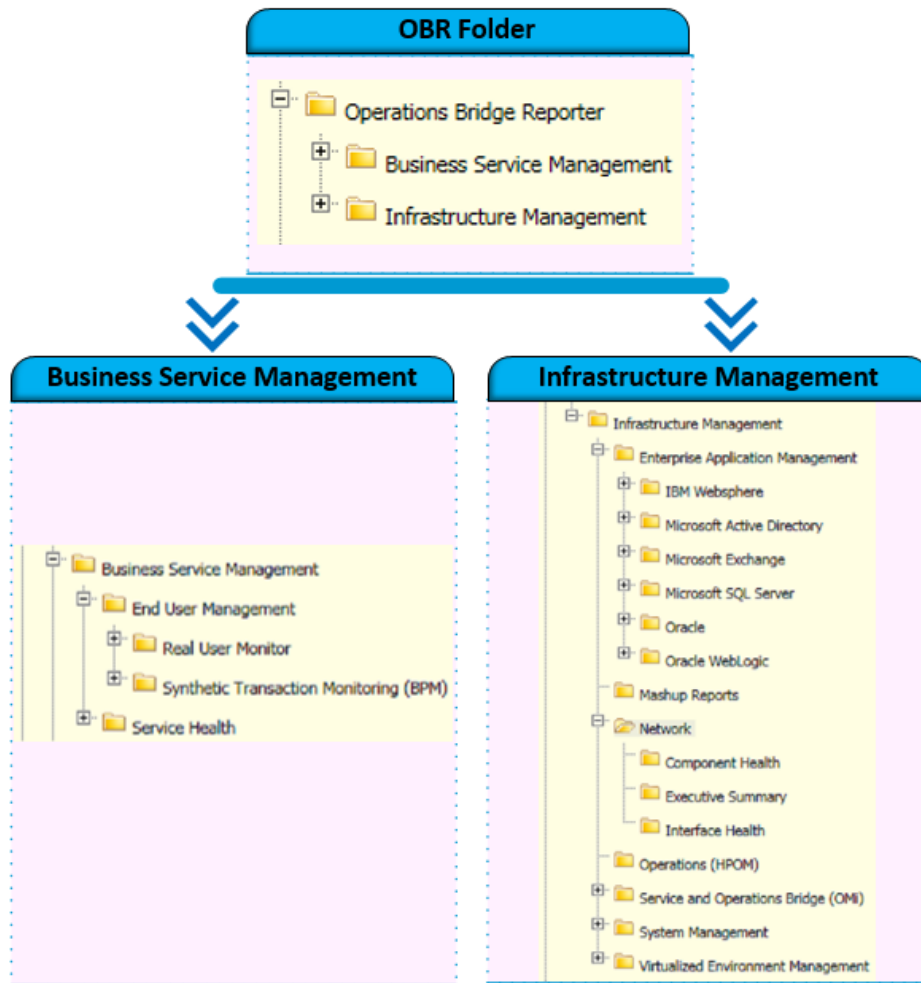 OBR Folder
Operations Bridge Reporter
Business Service Management
Infrastructure Management
Business Service Management
Business Service Management
End User Management
Real User Monitor
Synthetic Transaction Monitoring (BPM)
Service Health
Infrastructure Management
Infrastructure Management
Enterprise Application Management
IBM Websphere
Microsoft Active Directory
Microsoft Exchange
Microsoft SQL Server
Oracle
Oracle WebLogic
Mashup Reports
Network
Component Health
Executive Summary
Interface Health
Operations (HPOM)
Service and Operations Bridge (OMi)
System Management
Virtualized Environment Management